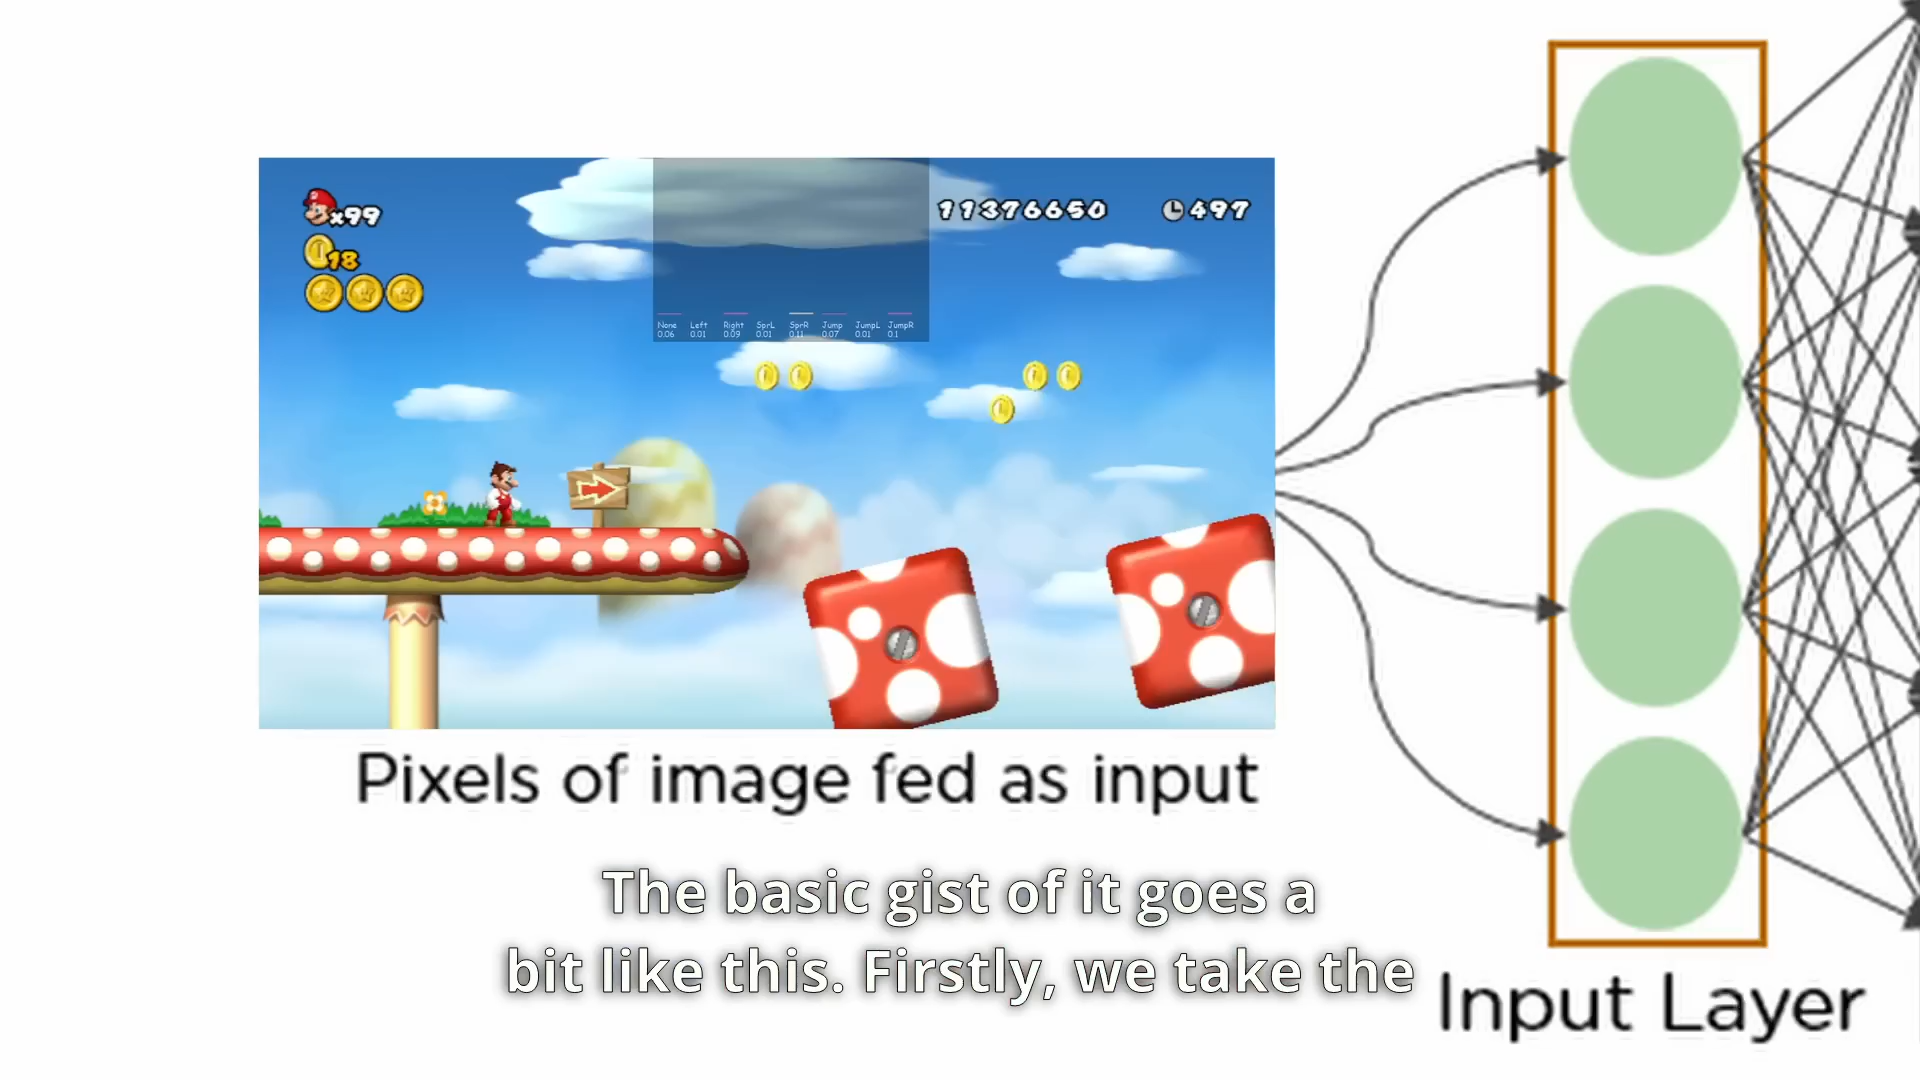 x99
11376650
497
18
None Left Right SprL SprR Jump JumpL JumpR
0.06 0.01 0.09 0.01 0.11 0.07 0.01 0.1
Pixels of image fed as input
The basic gist of it goes a
bit like this. Firstly, we take the
Input Layer